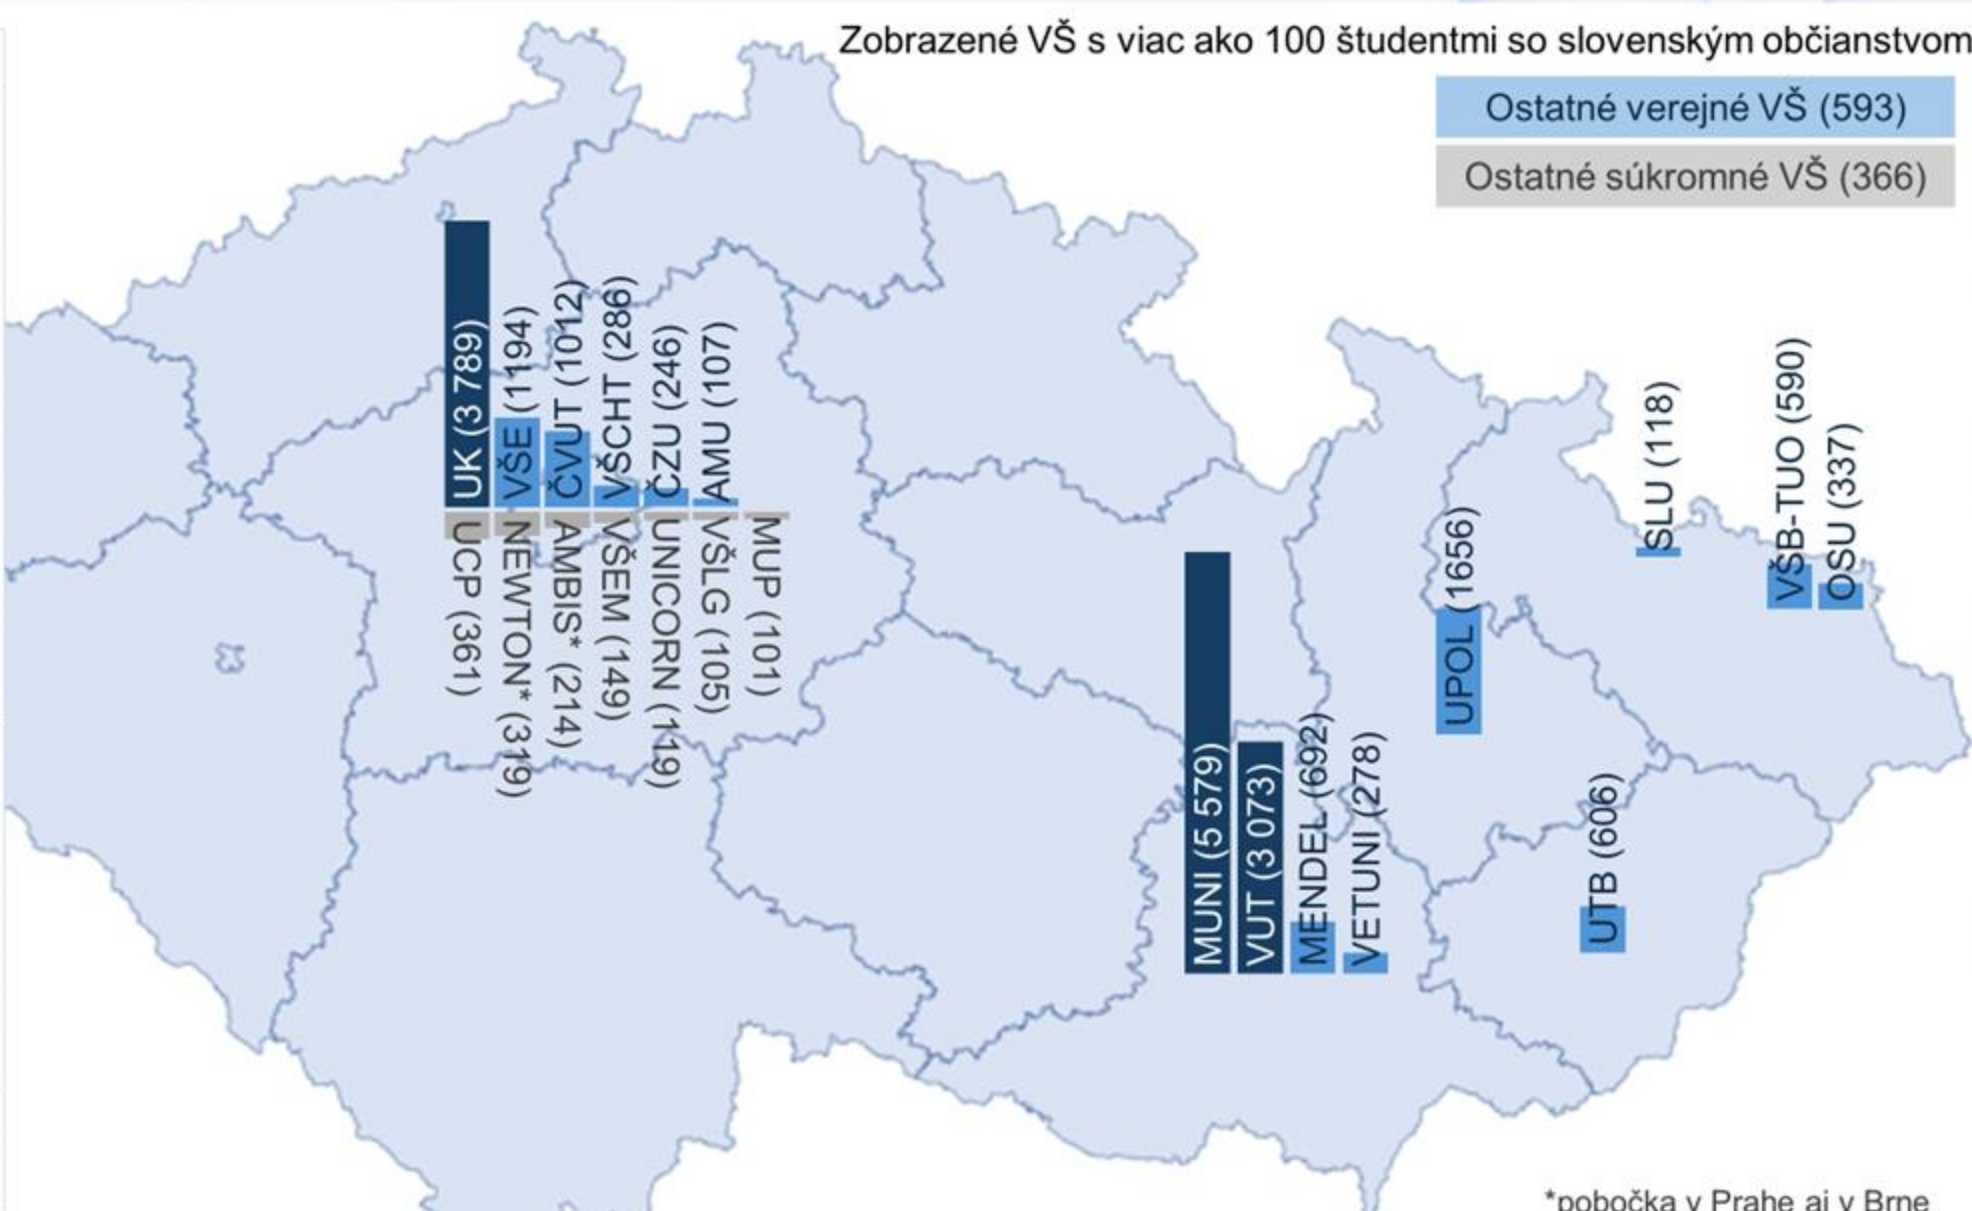 Zobrazené VŠ s viac ako 100 študentmi so slovenským občianstvom
Ostatné verejné VŠ (593)
Ostatné súkromné VŠ (366)
UK (3 789)
VŠE (1194)
ČVUT (1012)
VŠCHT (286)
ČZU (246)
AMU (107)
UCP (361)
NEWTON* (319)
AMBIS* (214)
VŠEM (149)
UNICORN (119)
VŠLG (105)
MUP (101)
MUNI (5 579)
VUT (3 073)
MENDEL (692)
VETUNI (278)
UPOL (1656)
UTB (606)
SLU (118)
VŠB-TUO (590)
OSU (337)
*pobočka v Prahe aj v Brne